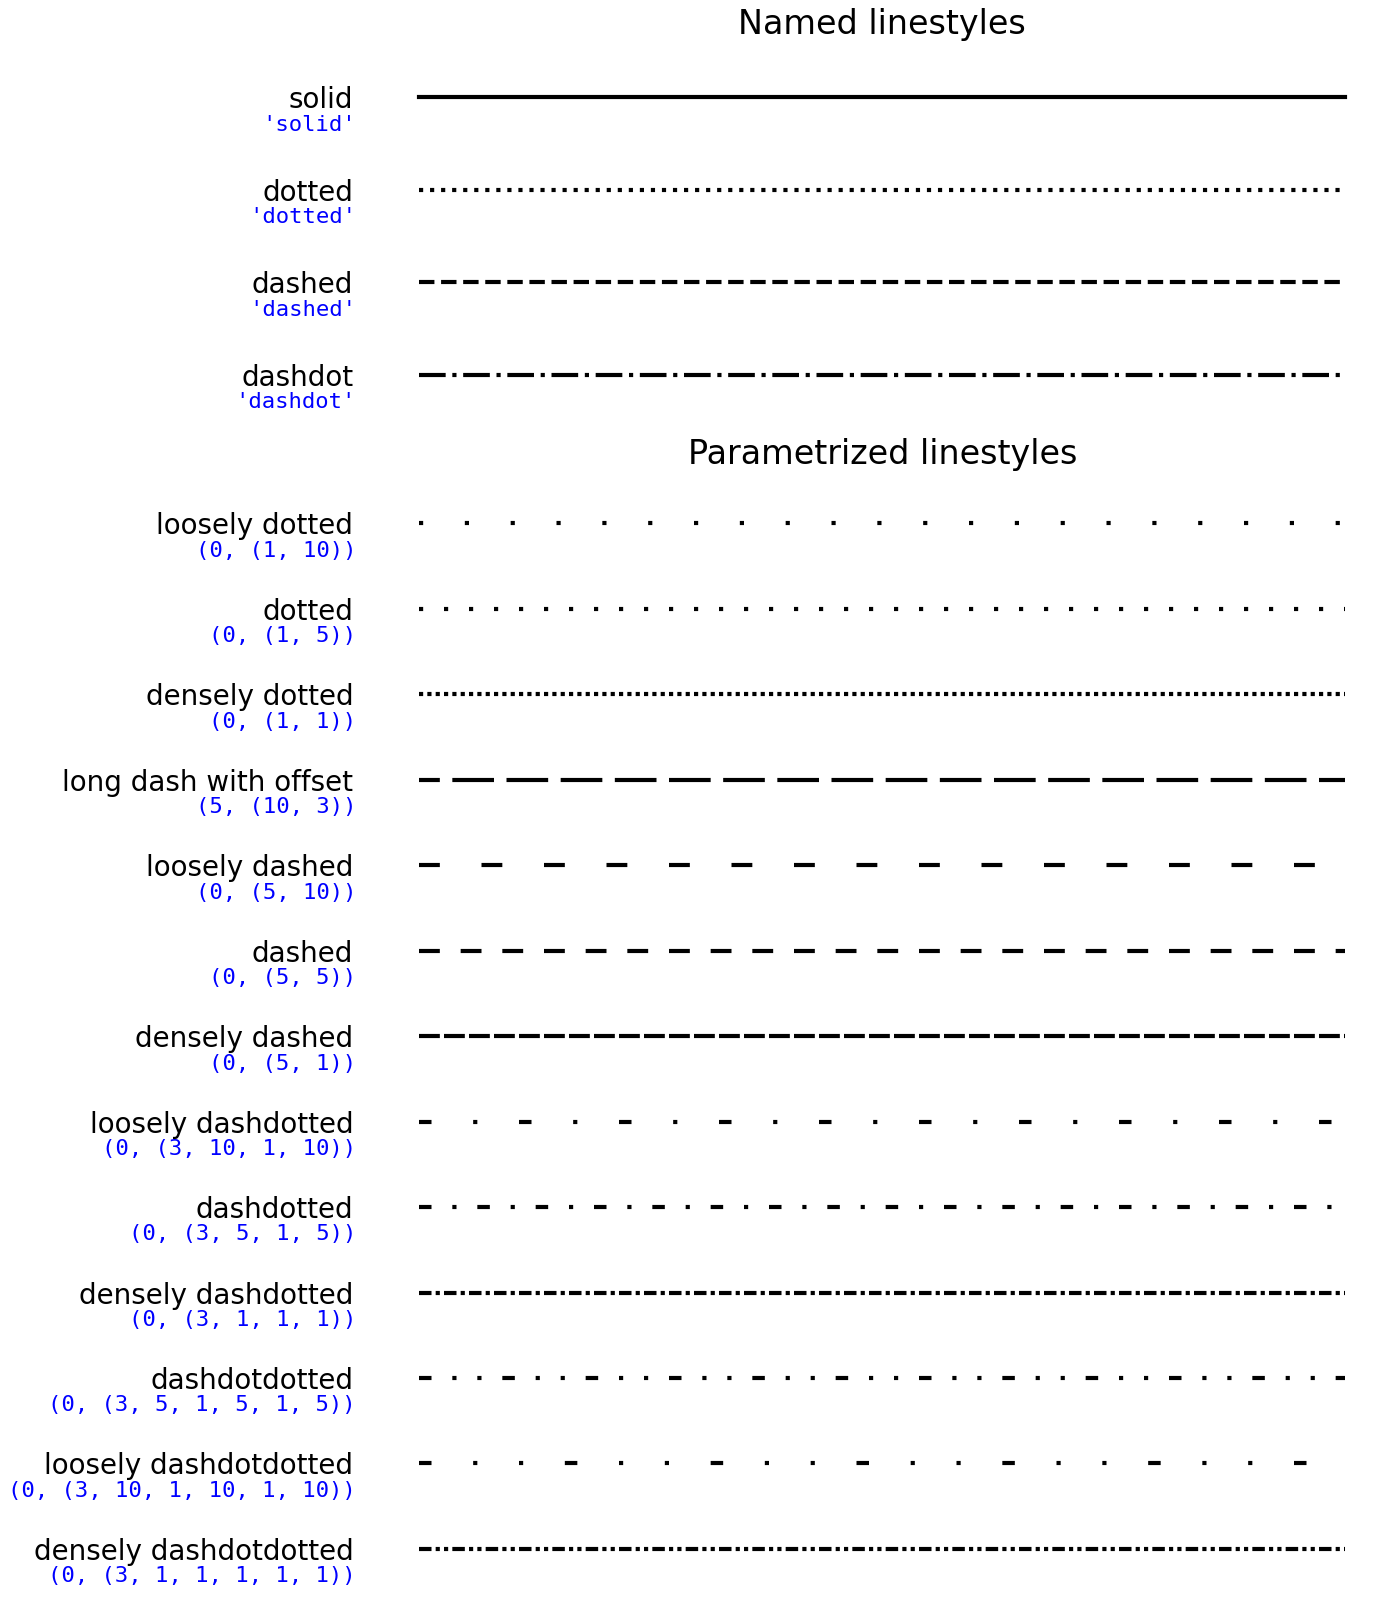 Named linestyles
solid
'solid'
dotted
'dotted'
dashed
'dashed'
dashdot
'dashdot'
Parametrized linestyles
loosely dotted
(0, (1, 10))
dotted
(0, (1, 5))
densely dotted
(0, (1, 1))
long dash with offset
(5, (10, 3))
loosely dashed
(0, (5, 10))
dashed
(0, (5, 5))
densely dashed
(0, (5, 1))
loosely dashdotted
(0, (3, 10, 1, 10))
dashdotted
(0, (3, 5, 1, 5))
densely dashdotted
(0, (3, 1, 1, 1))
dashdotdotted
(0, (3, 5, 1, 5, 1, 5))
loosely dashdotdotted
(0, (3, 10, 1, 10, 1, 10))
densely dashdotdotted
(0, (3, 1, 1, 1, 1, 1))